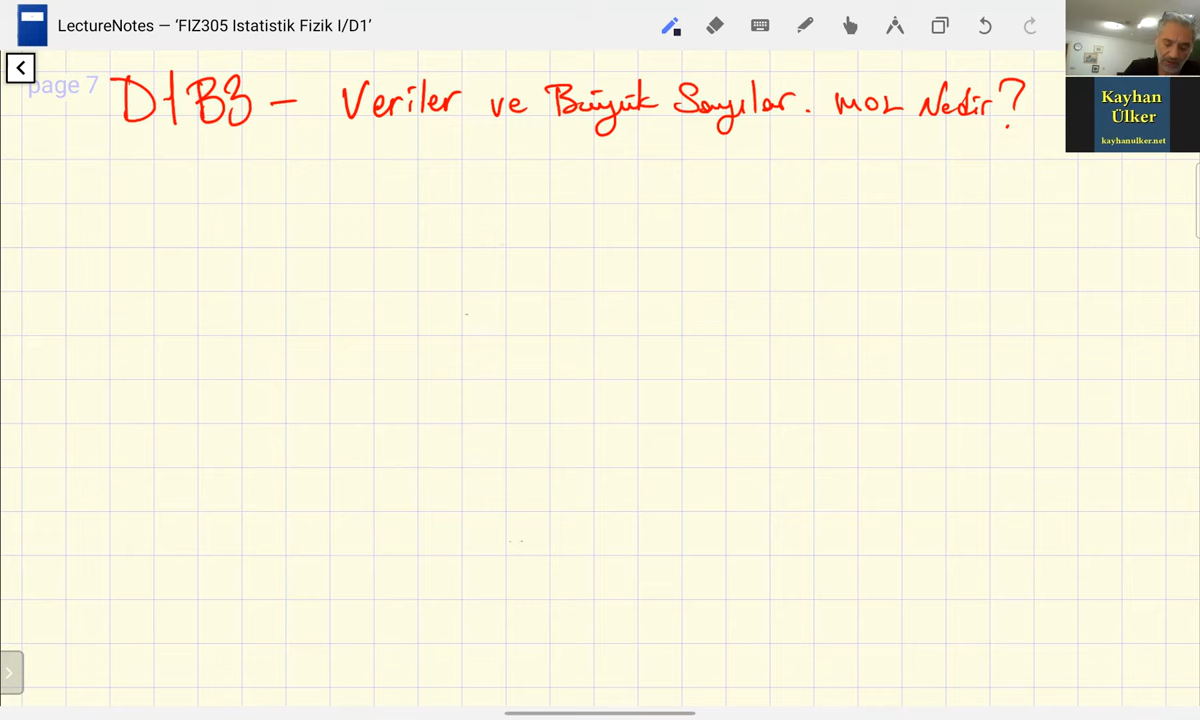 LectureNotes — ‘FIZ305 Istatistik Fizik I/D1’
page 7
D1B3 – Veriler ve Büyük Sayılar. MOL Nedir?
Kayhan
Ülker
kayhanulker.net